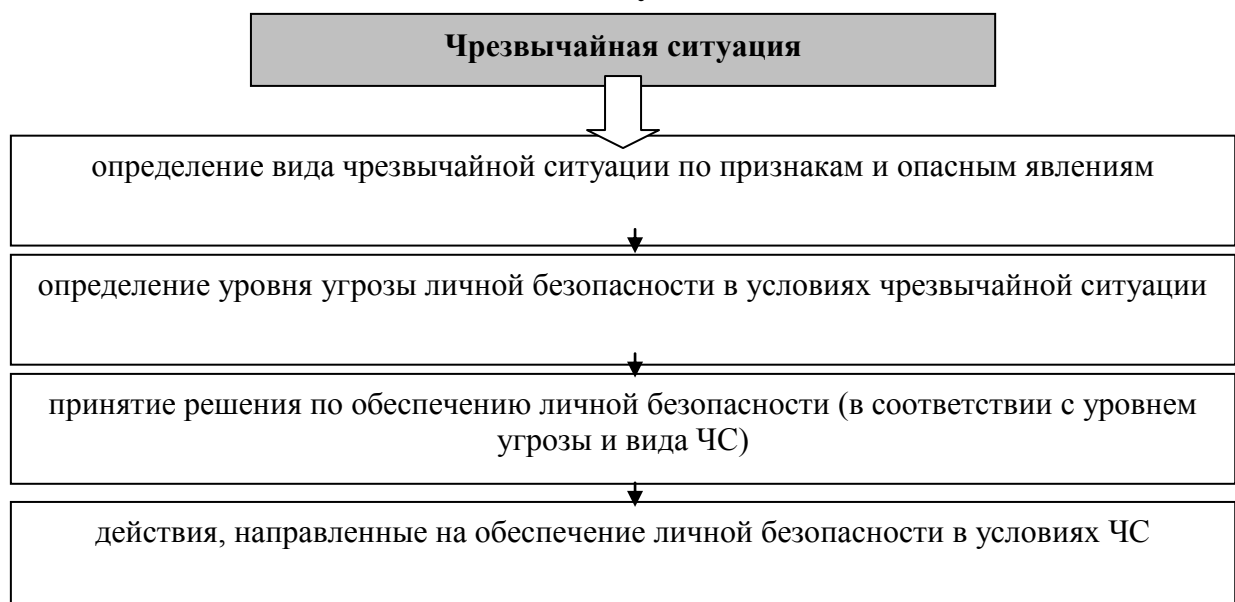 Чрезвычайная ситуация
определение вида чрезвычайной ситуации по признакам и опасным явлениям
определение уровня угрозы личной безопасности в условиях чрезвычайной ситуации
принятие решения по обеспечению личной безопасности (в соответствии с уровнем
угрозы и вида ЧС)
действия, направленные на обеспечение личной безопасности в условиях ЧС